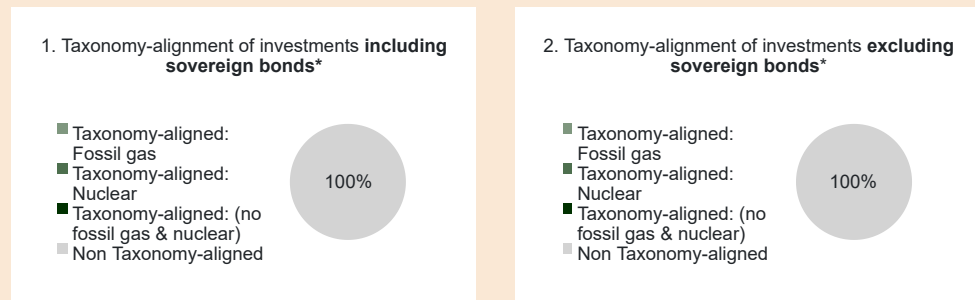 1. Taxonomy-alignment of investments including
sovereign bonds*
Taxonomy-aligned:
Fossil gas
Taxonomy-aligned:
Nuclear
Taxonomy-aligned: (no
fossil gas & nuclear)
Non Taxonomy-aligned
100%
2. Taxonomy-alignment of investments excluding
sovereign bonds*
Taxonomy-aligned:
Fossil gas
Taxonomy-aligned:
Nuclear
Taxonomy-aligned: (no
fossil gas & nuclear)
Non Taxonomy-aligned
100%